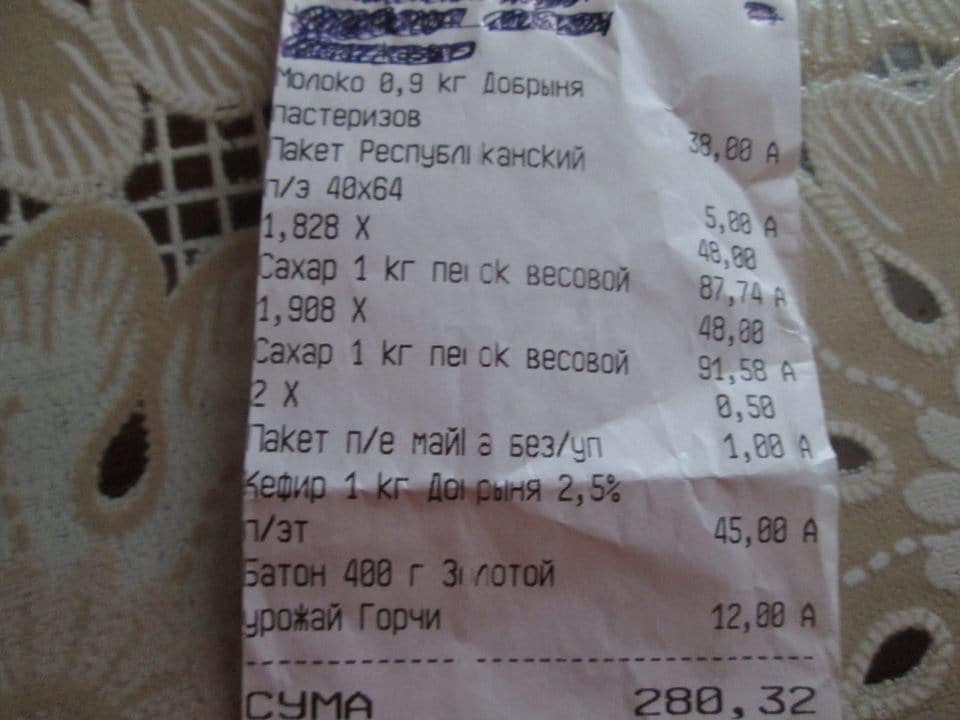 Молоко 0,9 кг Добрыня
пастеризов 38,00 А
Пакет Республиканский
п/э 40х64 5,00 А
1,828 X 48,00
Сахар 1 кг песок весовой 87,74 А
1,908 X 48,00
Сахар 1 кг песок весовой 91,58 А
2 X 0,50
Пакет п/е майка без/уп 1,00 А
Кефир 1 кг Добрыня 2,5%
п/эт 45,00 А
Батон 400 г Золотой
урожай Горчи 12,00 А
СУМА 280,32